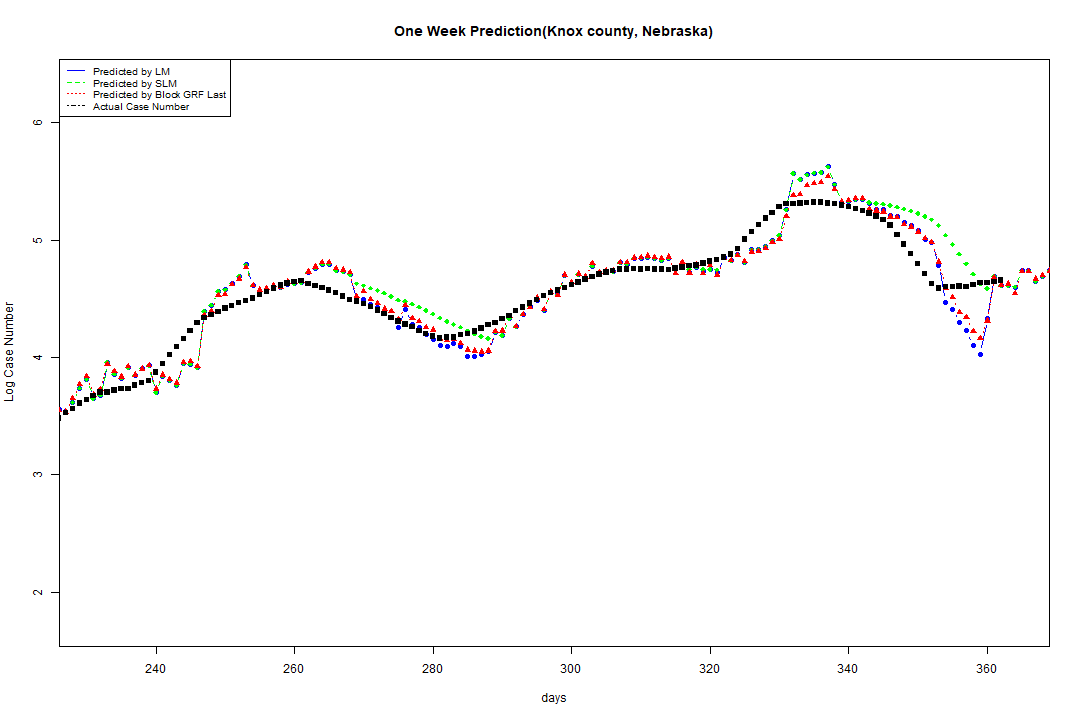 One Week Prediction(Knox county, Nebraska)
Predicted by LM
Predicted by SLM
Predicted by Block GRF Last
Actual Case Number
6
5
4
3
2
Log Case Number
240 260 280 300 320 340 360
days